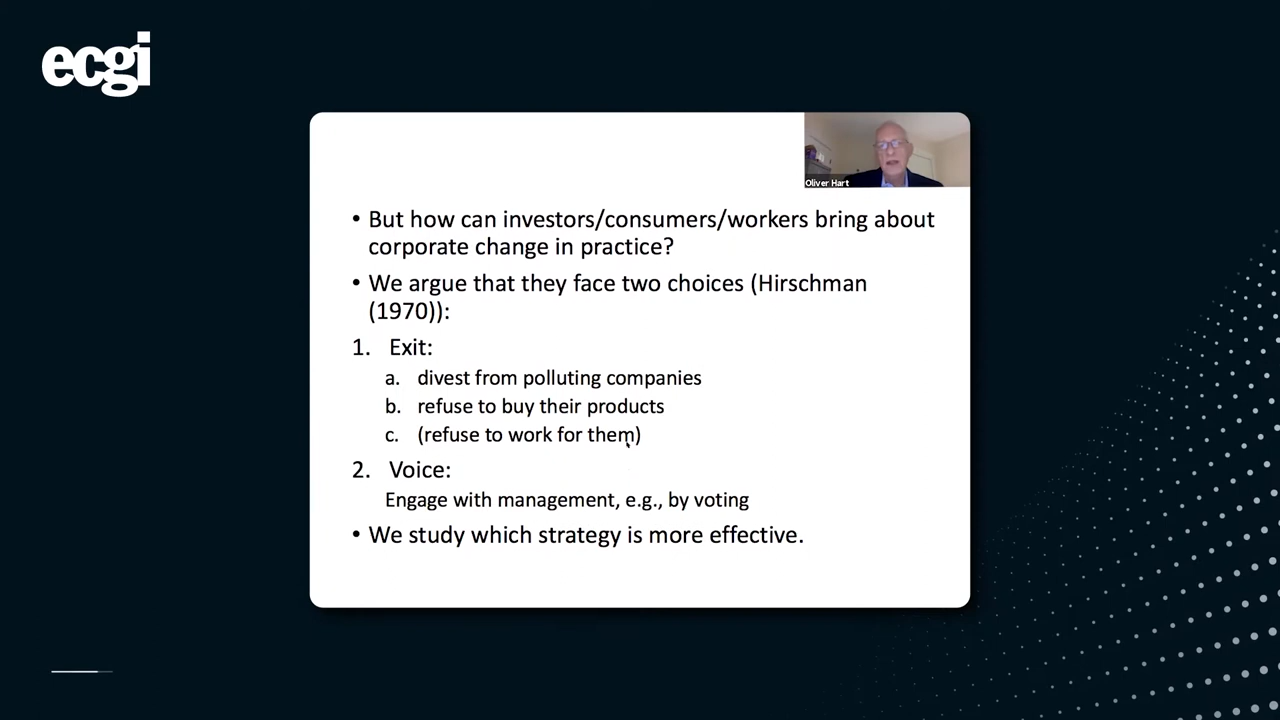 ecgi
Oliver Hart
• But how can investors/consumers/workers bring about
corporate change in practice?
• We argue that they face two choices (Hirschman
(1970)):
1. Exit:
a. divest from polluting companies
b. refuse to buy their products
c. (refuse to work for them)
2. Voice:
Engage with management, e.g., by voting
• We study which strategy is more effective.